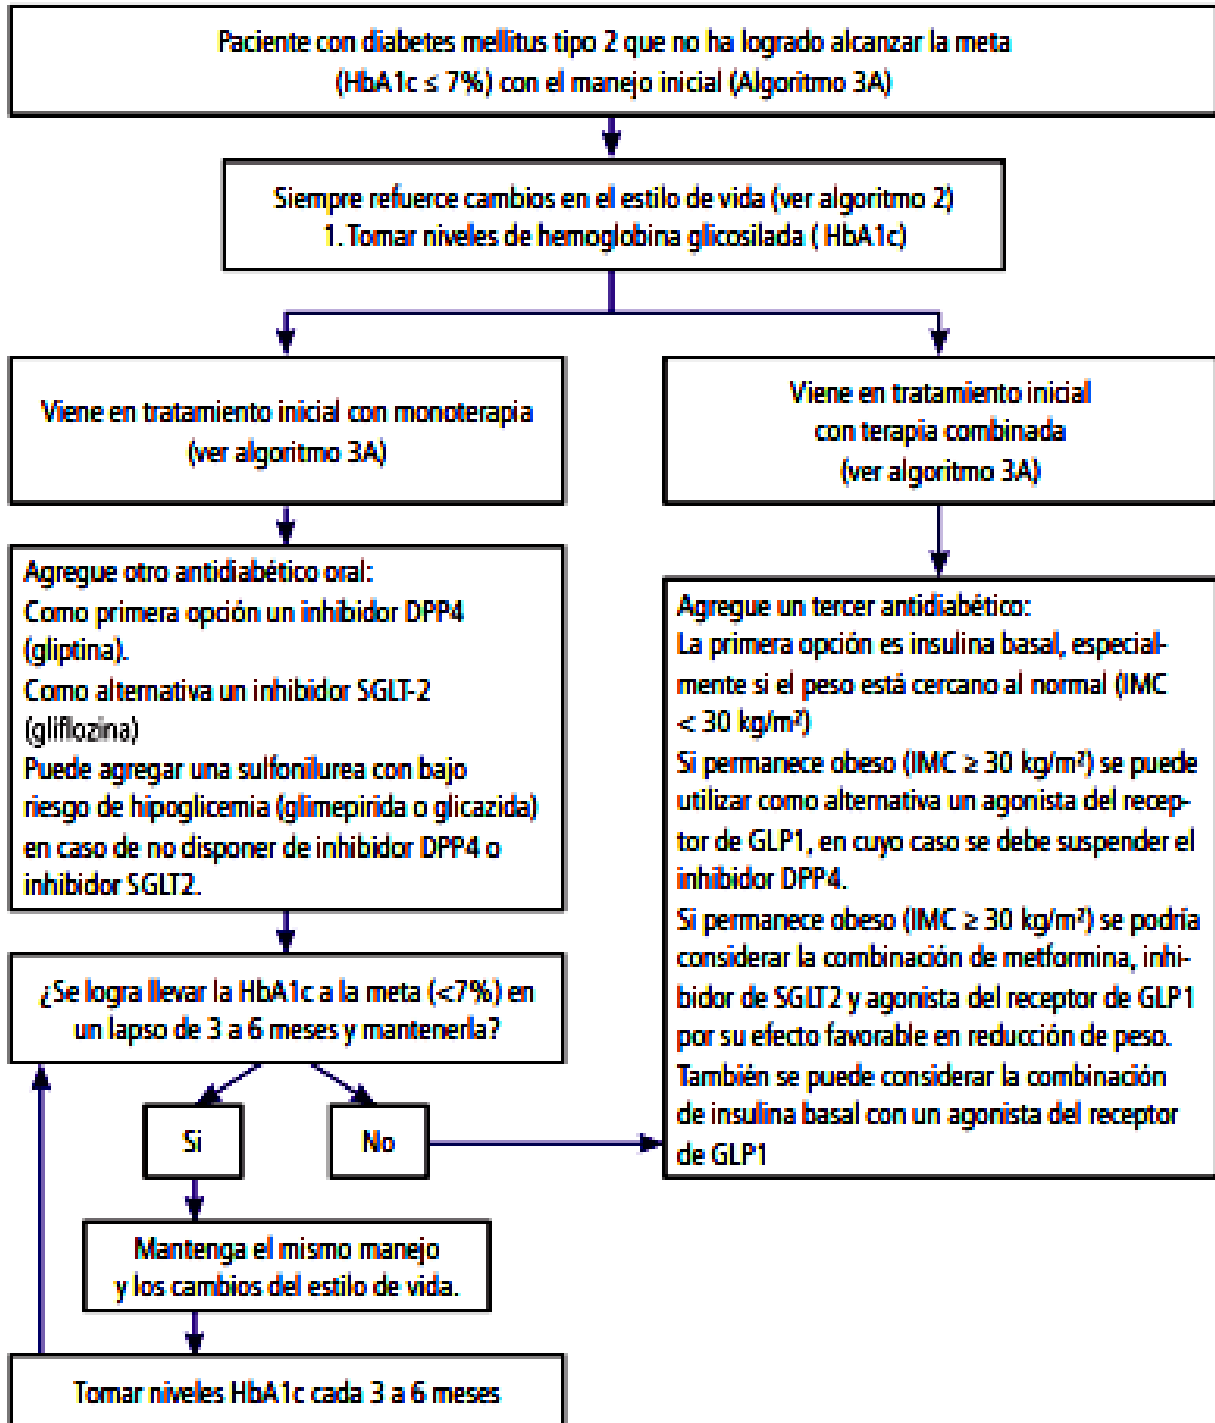 Paciente con diabetes mellitus tipo 2 que no ha logrado alcanzar la meta
(HbA1c ≤ 7%) con el manejo inicial (Algoritmo 3A)
Siempre refuerce cambios en el estilo de vida (ver algoritmo 2)
1. Tomar niveles de hemoglobina glicosilada ( HbA1c)
Viene en tratamiento inicial con monoterapia
(ver algoritmo 3A)
Viene en tratamiento inicial
con terapia combinada
(ver algoritmo 3A)
Agregue otro antidiabético oral:
Como primera opción un inhibidor DPP4
(gliptina).
Como alternativa un inhibidor SGLT-2
(gliflozina)
Puede agregar una sulfonilurea con bajo
riesgo de hipoglicemia (glimepirida o glicazida)
en caso de no disponer de inhibidor DPP4 o
inhibidor SGLT2.
Agregue un tercer antidiabético:
La primera opción es insulina basal, especial-
mente si el peso está cercano al normal (IMC
< 30 kg/m²)
Si permanece obeso (IMC ≥ 30 kg/m²) se puede
utilizar como alternativa un agonista del recep-
tor de GLP1, en cuyo caso se debe suspender el
inhibidor DPP4.
Si permanece obeso (IMC ≥ 30 kg/m²) se podría
considerar la combinación de metformina, inhi-
bidor de SGLT2 y agonista del receptor de GLP1
por su efecto favorable en reducción de peso.
También se puede considerar la combinación
de insulina basal con un agonista del receptor
de GLP1
¿Se logra llevar la HbA1c a la meta (<7%) en
un lapso de 3 a 6 meses y mantenerla?
Si
No
Mantenga el mismo manejo
y los cambios del estilo de vida.
Tomar niveles HbA1c cada 3 a 6 meses